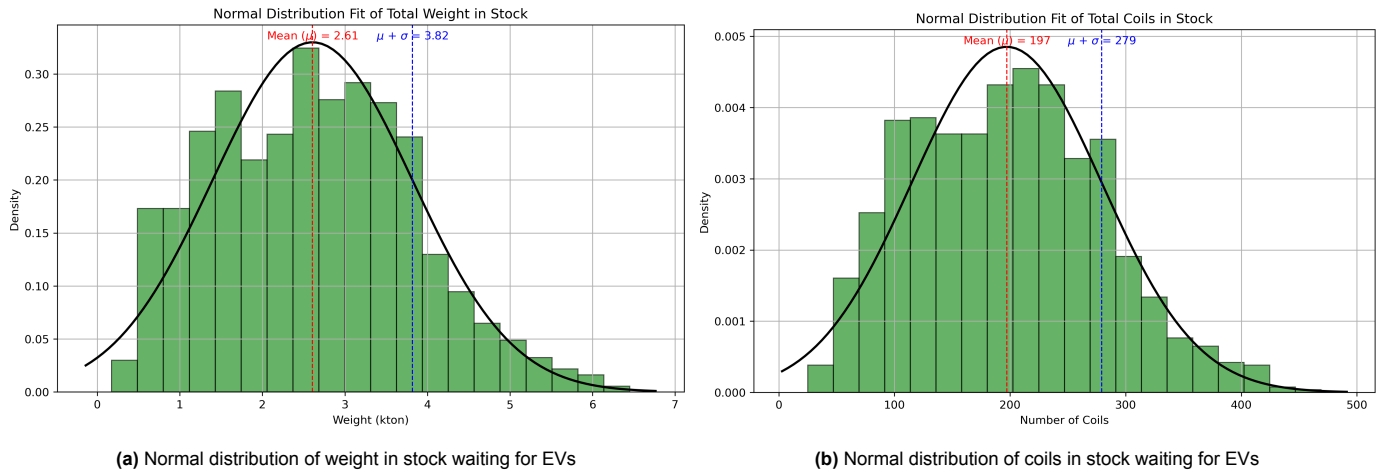 Normal Distribution Fit of Total Weight in Stock
Mean (μ) = 2.61
μ + σ = 3.82
0.30
0.25
0.20
0.15
0.10
0.05
0.00
Density
0 1 2 3 4 5 6 7
Weight (kton)
(a) Normal distribution of weight in stock waiting for EVs
Normal Distribution Fit of Total Coils in Stock
Mean (μ) = 197
μ + σ = 279
0.005
0.004
0.003
0.002
0.001
0.000
Density
0 100 200 300 400 500
Number of Coils
(b) Normal distribution of coils in stock waiting for EVs